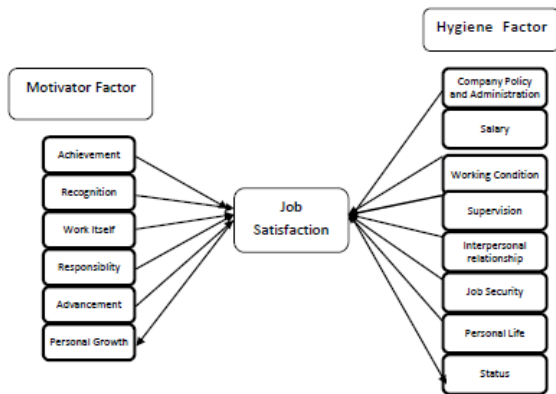 Hygiene Factor
Motivator Factor
Company Policy
and Administration
Salary
Working Condition
Supervision
Interpersonal
relationship
Job Security
Personal Life
Status
Achievement
Recognition
Work Itself
Responsiblity
Advancement
Personal Growth
Job
Satisfaction